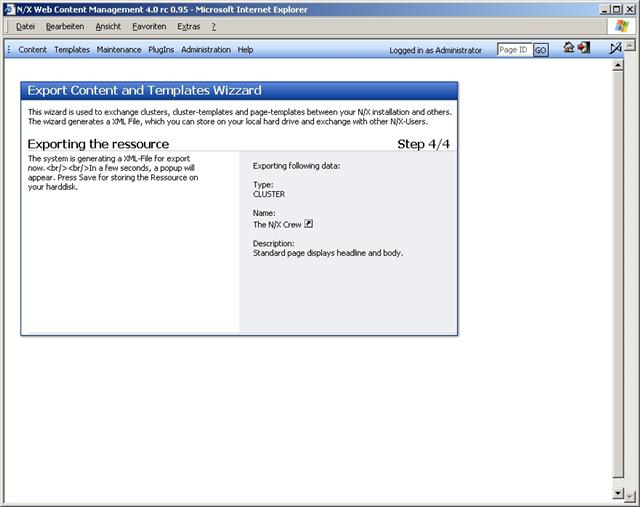 N/X Web Content Management 4.0 rc 0.95 - Microsoft Internet Explorer
Datei Bearbeiten Ansicht Favoriten Extras ?
Content Templates Maintenance PlugIns Administration Help Logged in as Administrator Page ID GO
Export Content and Templates Wizzard
This wizard is used to exchange clusters, cluster-templates and page-templates between your N/X installation and others.
The wizard generates a XML File, which you can store on your local hard drive and exchange with other N/X-Users.
Exporting the ressource Step 4/4
The system is generating a XML-File for export
now.<br/><br/>In a few seconds, a popup will
appear. Press Save for storing the Ressource on
your harddisk.
Exporting following data:
Type:
CLUSTER
Name:
The N/X Crew
Description:
Standard page displays headline and body.